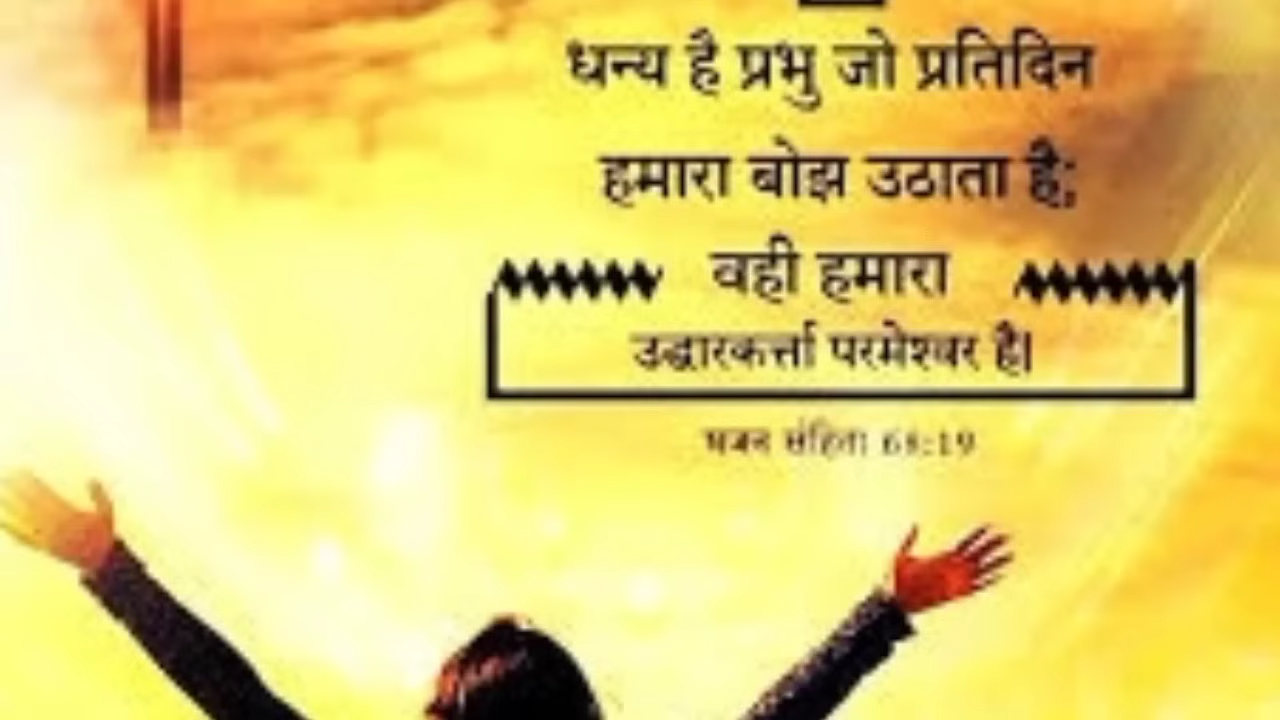 धन्य है प्रभु जो प्रतिदिन
हमारा बोझ उठाता है;
वही हमारा
उद्धारकर्त्ता परमेश्वर है।
भजन संहिता 68:19